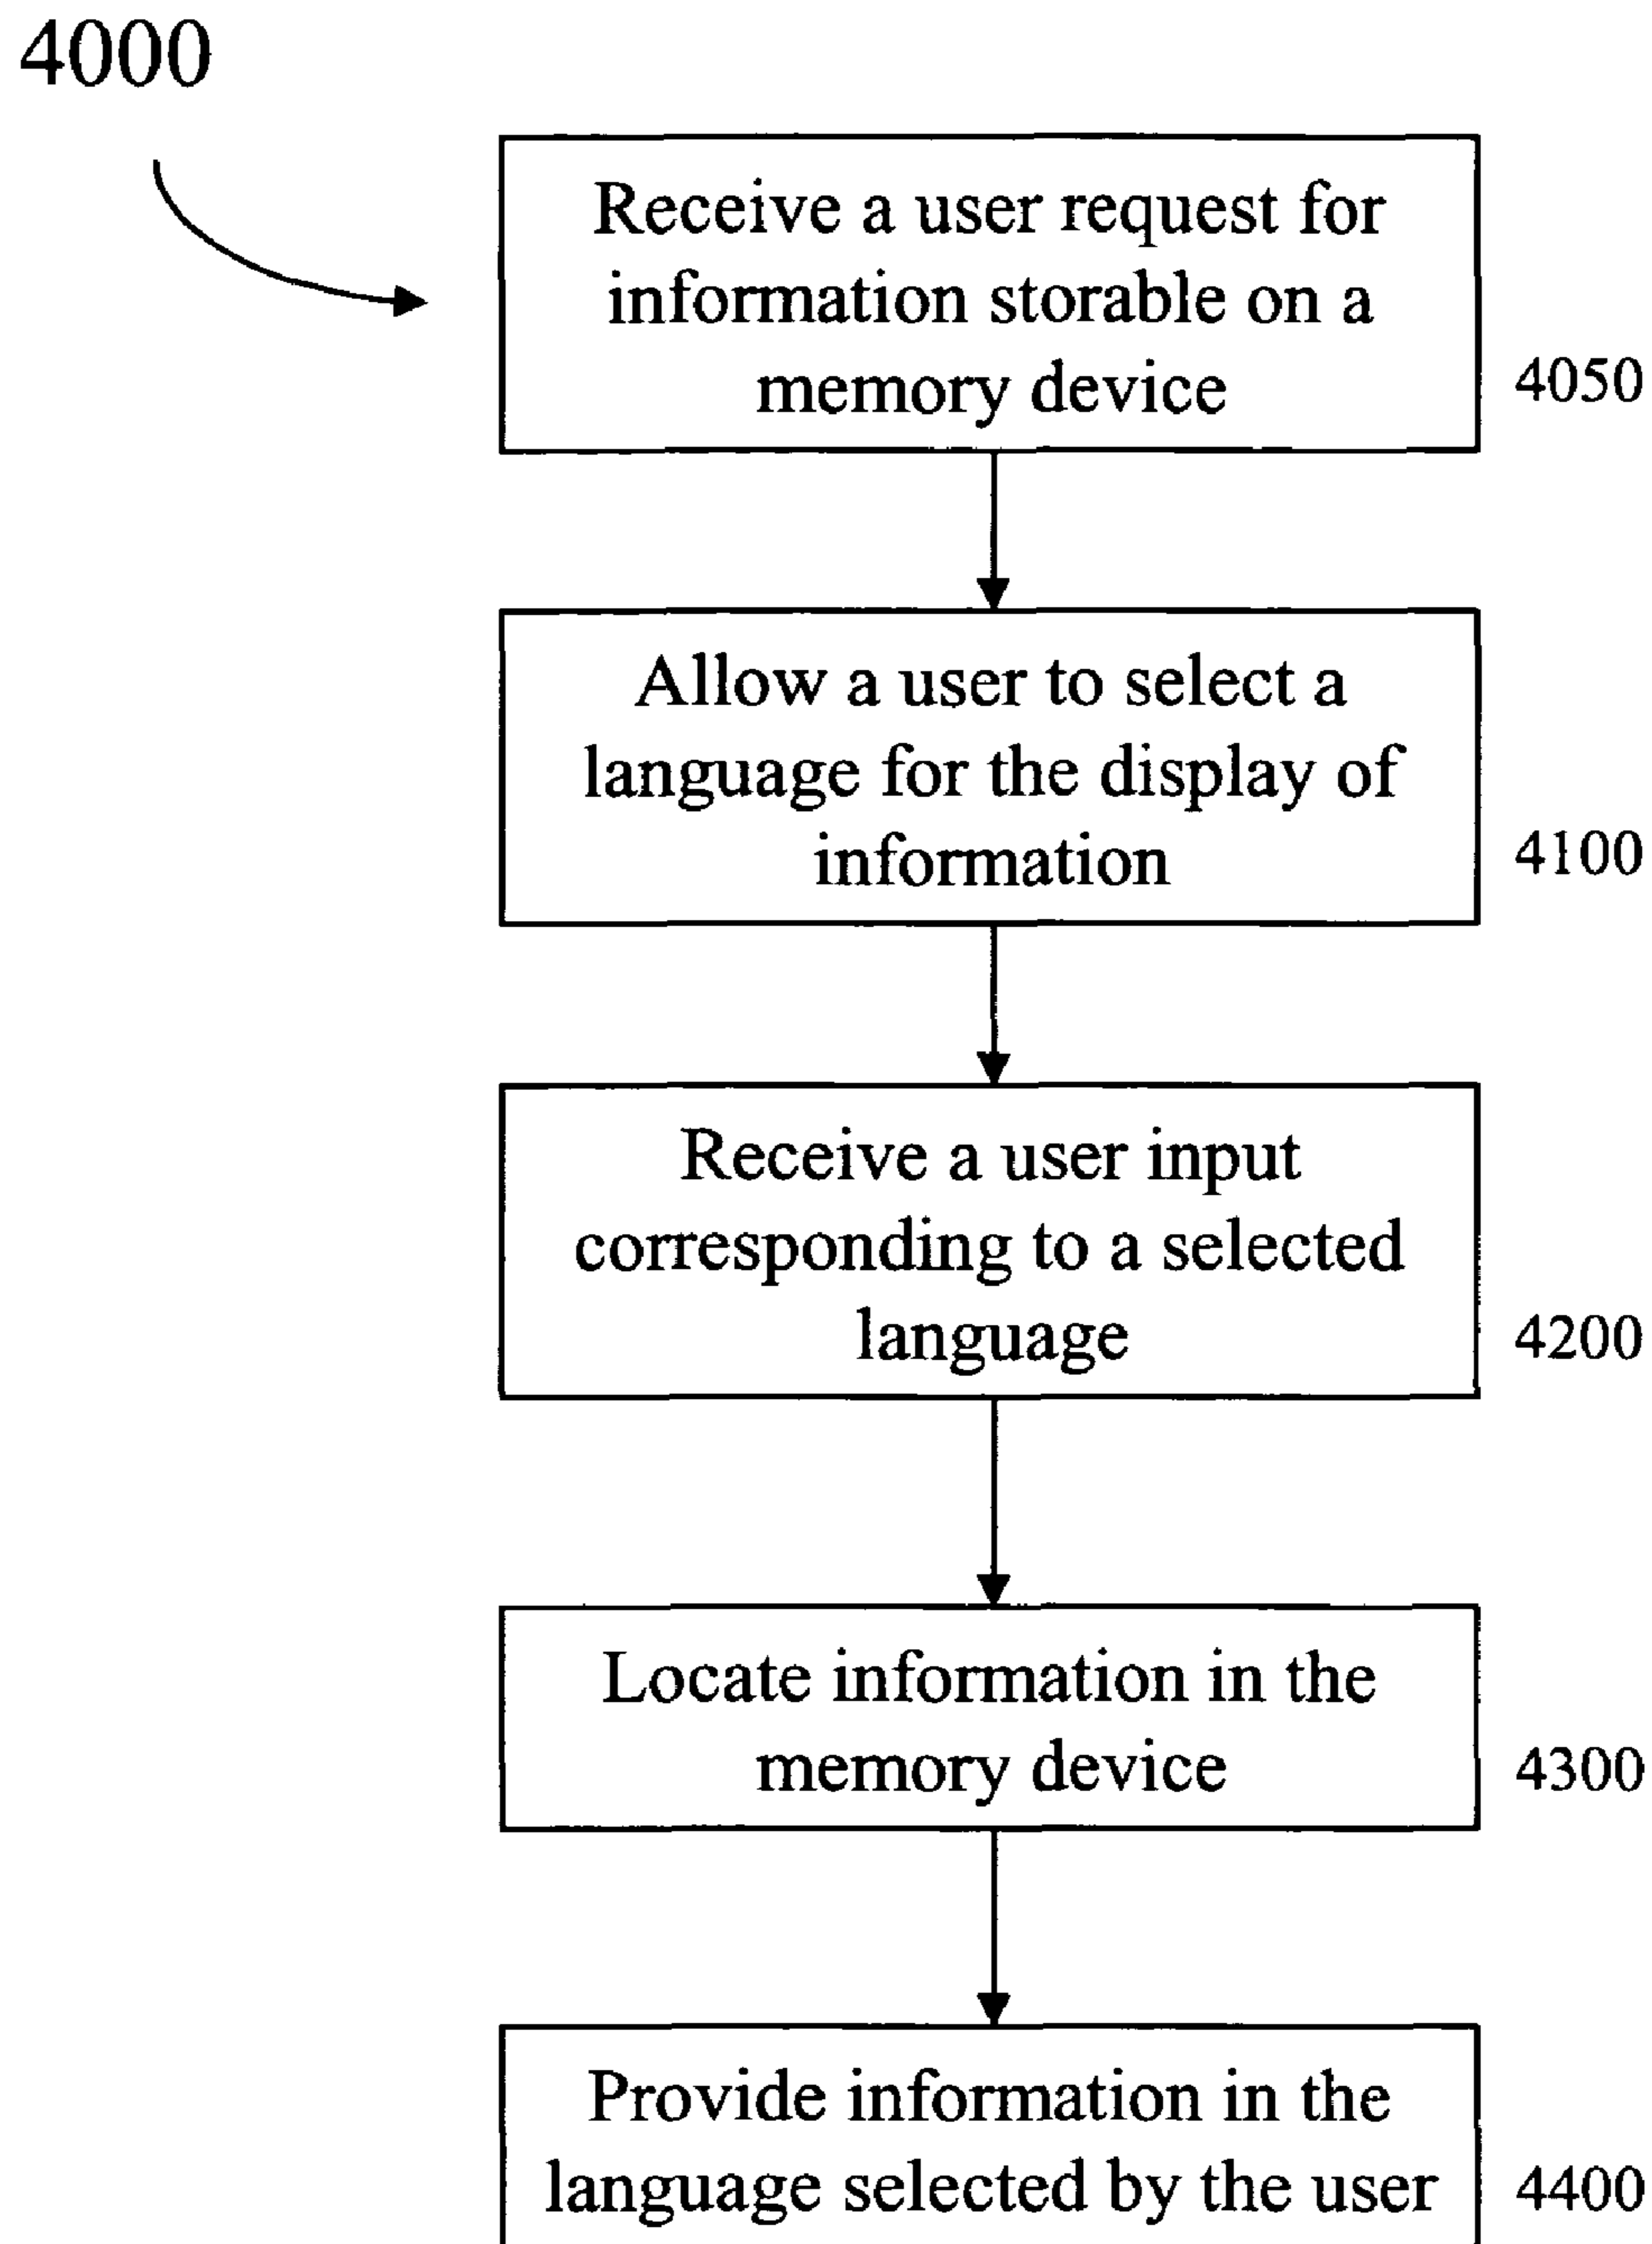 4000
Receive a user request for
information storable on a
memory device
4050
Allow a user to select a
language for the display of
information
4100
Receive a user input
corresponding to a selected
language
4200
Locate information in the
memory device
4300
Provide information in the
language selected by the user
4400